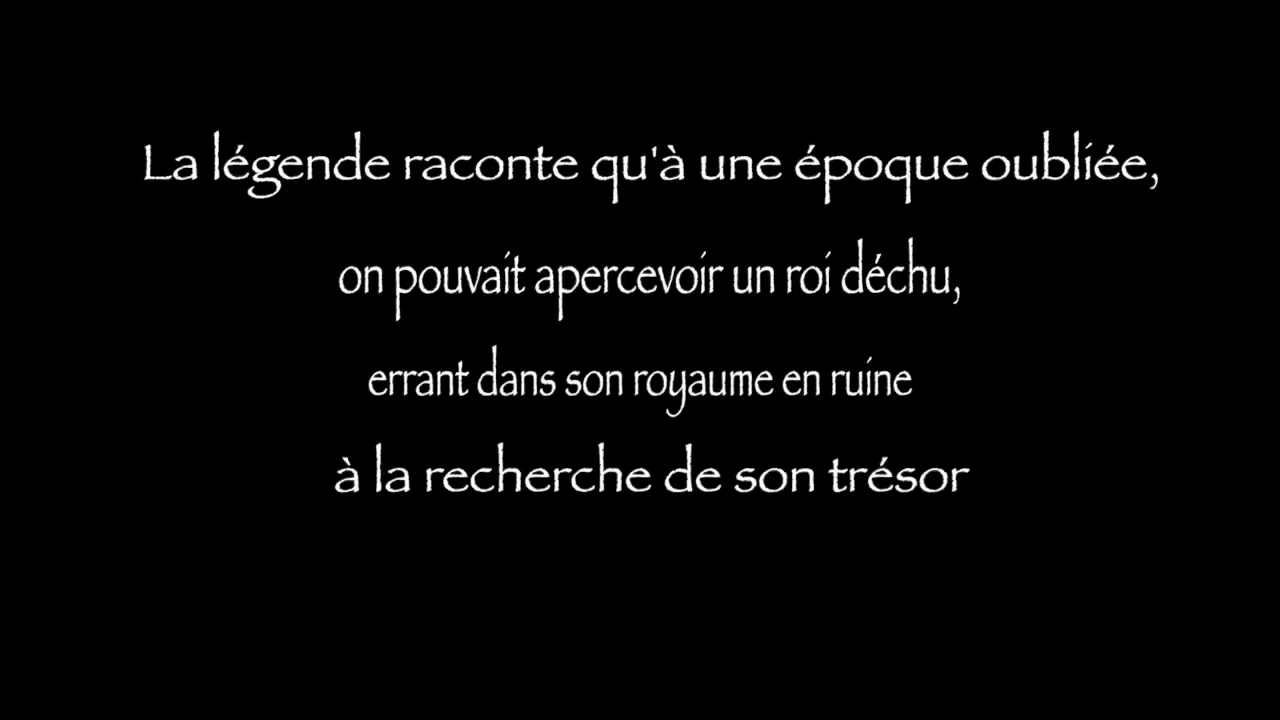 La légende raconte qu'à une époque oubliée,
on pouvait apercevoir un roi déchu,
errant dans son royaume en ruine
à la recherche de son trésor